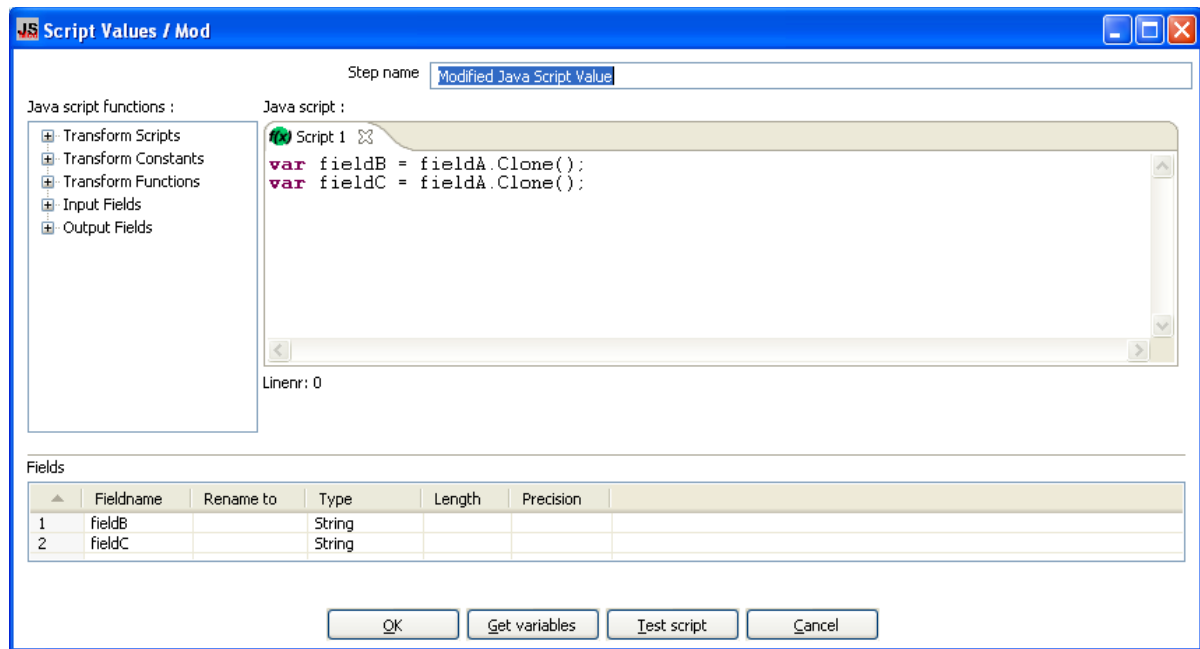 JS Script Values / Mod
Step name Modified Java Script Value
Java script functions :
Java script :
Transform Scripts
Transform Constants
Transform Functions
Input Fields
Output Fields
f(x) Script 1
var fieldB = fieldA.Clone();
var fieldC = fieldA.Clone();
Linenr: 0
Fields
Fieldname Rename to Type Length Precision
1 fieldB String
2 fieldC String
OK Get variables Test script Cancel